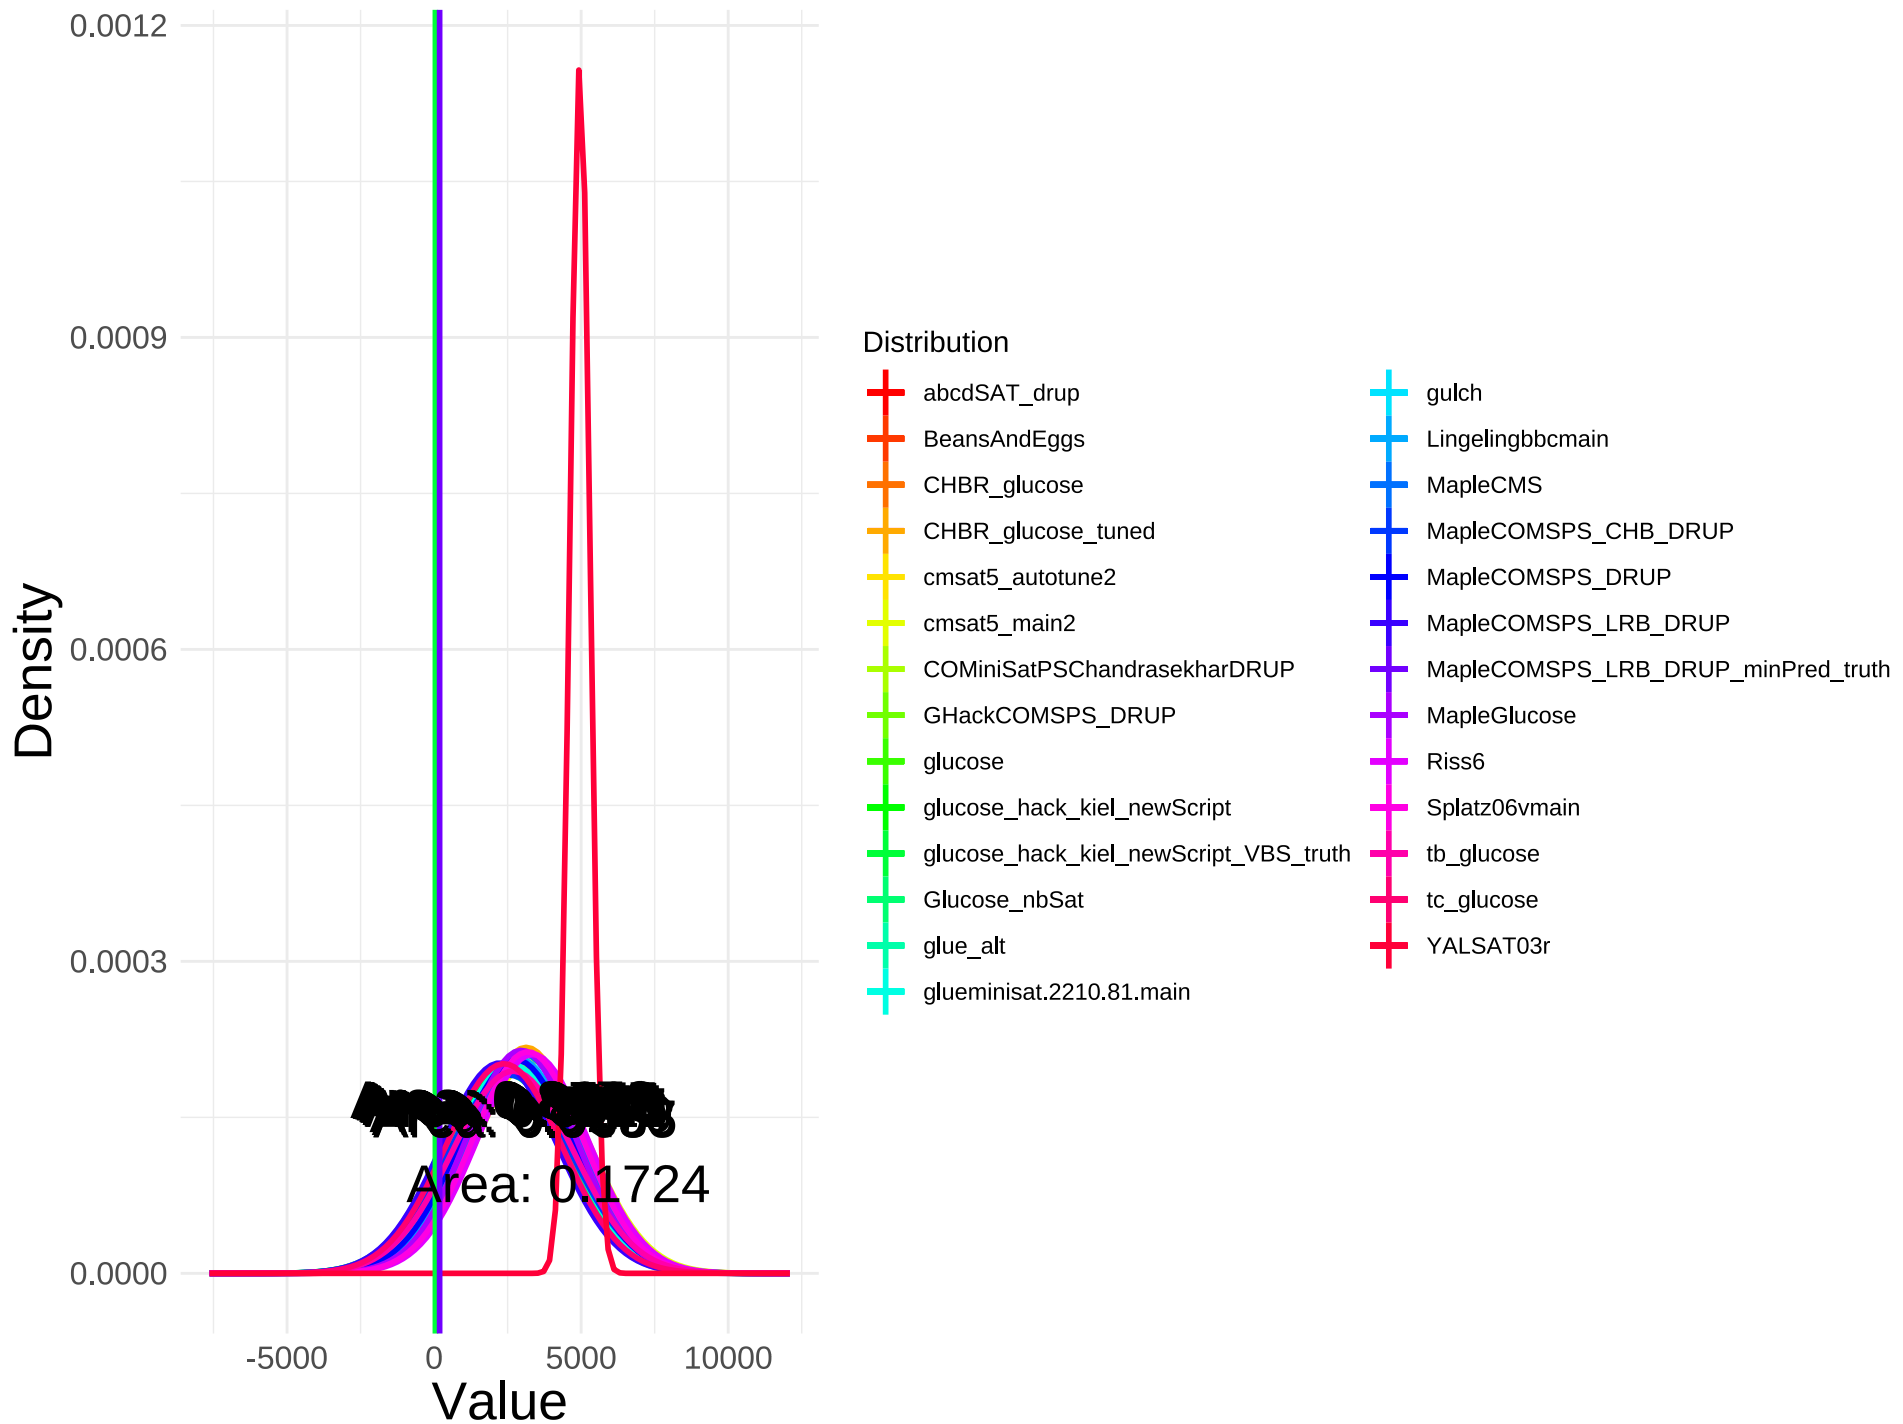 0.0012
0.0009
0.0006
0.0003
0.0000
Density
Area: 0.1724
-5000 0 5000 10000
Value
Distribution
abcdSAT_drup
BeansAndEggs
CHBR_glucose
CHBR_glucose_tuned
cmsat5_autotune2
cmsat5_main2
COMiniSatPSChandrasekharDRUP
GHackCOMSPS_DRUP
glucose
glucose_hack_kiel_newScript
glucose_hack_kiel_newScript_VBS_truth
Glucose_nbSat
glue_alt
glueminisat.2210.81.main
gulch
Lingelingbbcmain
MapleCMS
MapleCOMSPS_CHB_DRUP
MapleCOMSPS_DRUP
MapleCOMSPS_LRB_DRUP
MapleCOMSPS_LRB_DRUP_minPred_truth
MapleGlucose
Riss6
Splatz06vmain
tb_glucose
tc_glucose
YALSAT03r